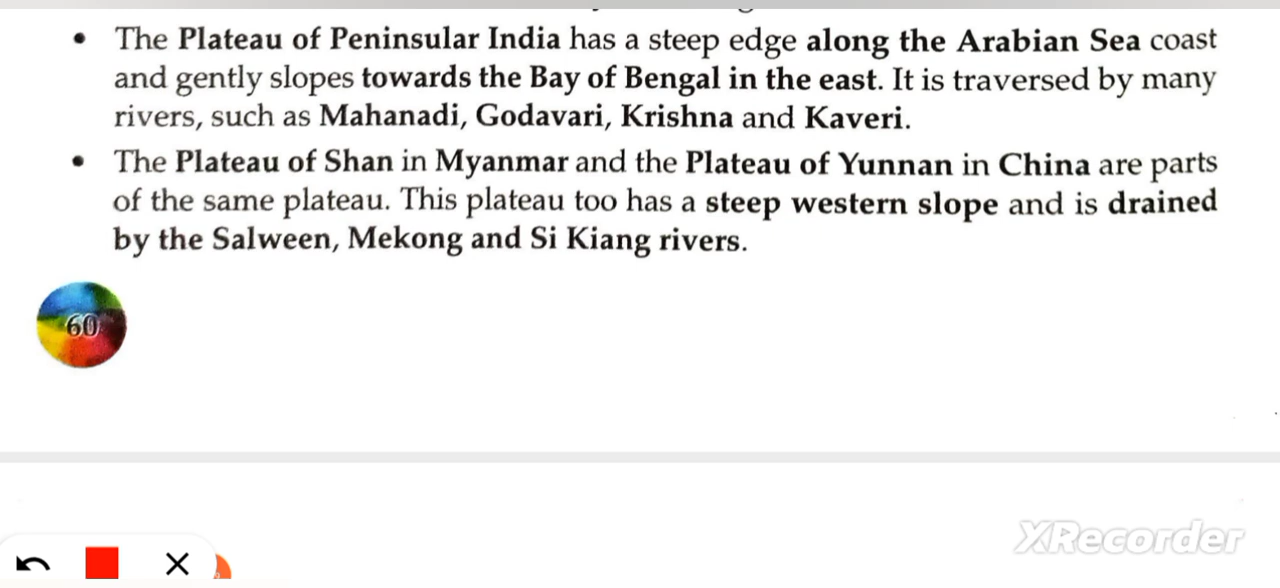 • The Plateau of Peninsular India has a steep edge along the Arabian Sea coast
and gently slopes towards the Bay of Bengal in the east. It is traversed by many
rivers, such as Mahanadi, Godavari, Krishna and Kaveri.
• The Plateau of Shan in Myanmar and the Plateau of Yunnan in China are parts
of the same plateau. This plateau too has a steep western slope and is drained
by the Salween, Mekong and Si Kiang rivers.
60
XRecorder